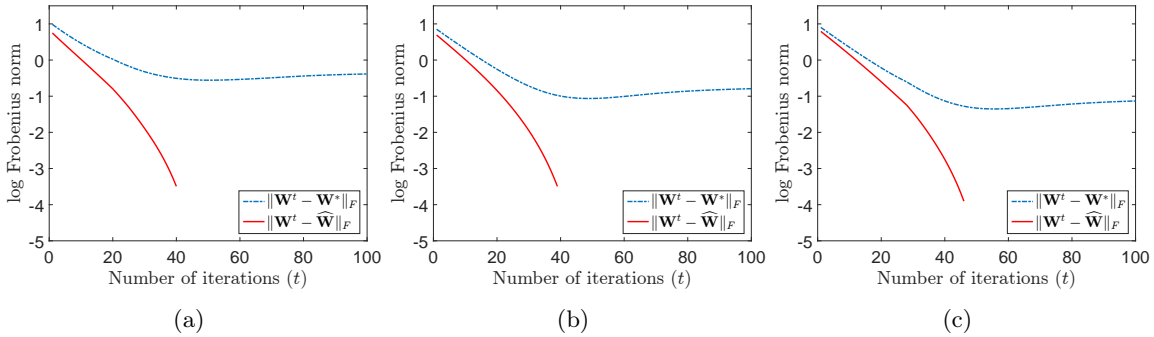 log Frobenius norm
1
0
-1
-2
-3
-4
-5
0 20 40 60 80 100
Number of iterations (t)
‖W^t − W^*‖_F
‖W^t − Ŵ‖_F
(a)
log Frobenius norm
1
0
-1
-2
-3
-4
-5
0 20 40 60 80 100
Number of iterations (t)
‖W^t − W^*‖_F
‖W^t − Ŵ‖_F
(b)
log Frobenius norm
1
0
-1
-2
-3
-4
-5
0 20 40 60 80 100
Number of iterations (t)
‖W^t − W^*‖_F
‖W^t − Ŵ‖_F
(c)